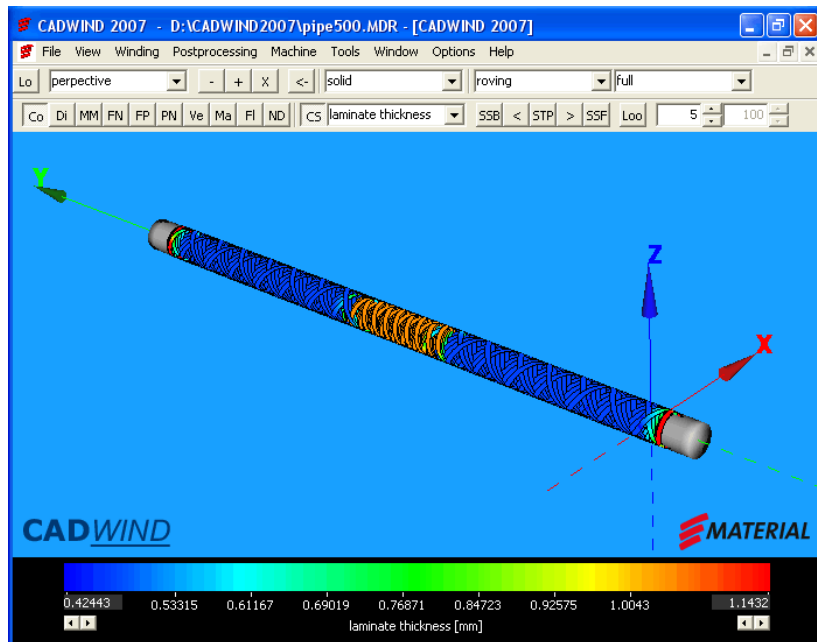 CADWIND 2007 - D:\CADWIND2007\pipe500.MDR - [CADWIND 2007]
File View Winding Postprocessing Machine Tools Window Options Help
Lo perpective - + X <- solid roving full
Co Di MM FN FP PN Ve Ma Fl ND CS laminate thickness SSB < STP > SSF Loo 5 100
Y
Z
X
CADWIND
MATERIAL
0.42443 0.53315 0.61167 0.69019 0.76871 0.84723 0.92575 1.0043 1.1432
laminate thickness [mm]